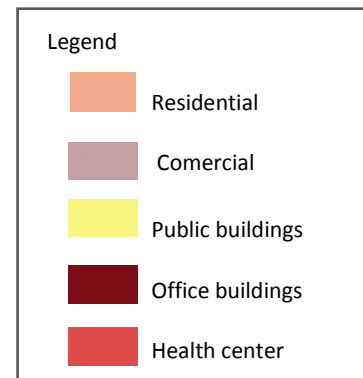 Legend
Residential
Comercial
Public buildings
Office buildings
Health center